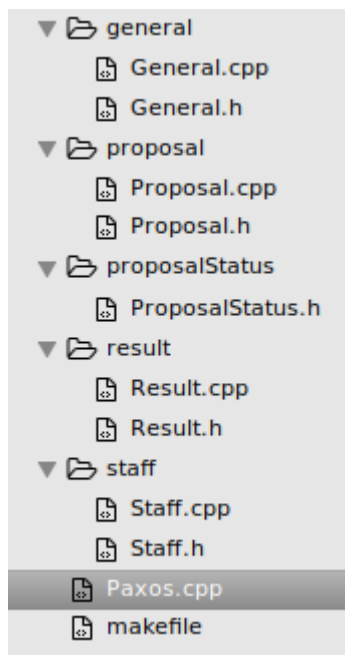 general
General.cpp
General.h
proposal
Proposal.cpp
Proposal.h
proposalStatus
ProposalStatus.h
result
Result.cpp
Result.h
staff
Staff.cpp
Staff.h
Paxos.cpp
makefile